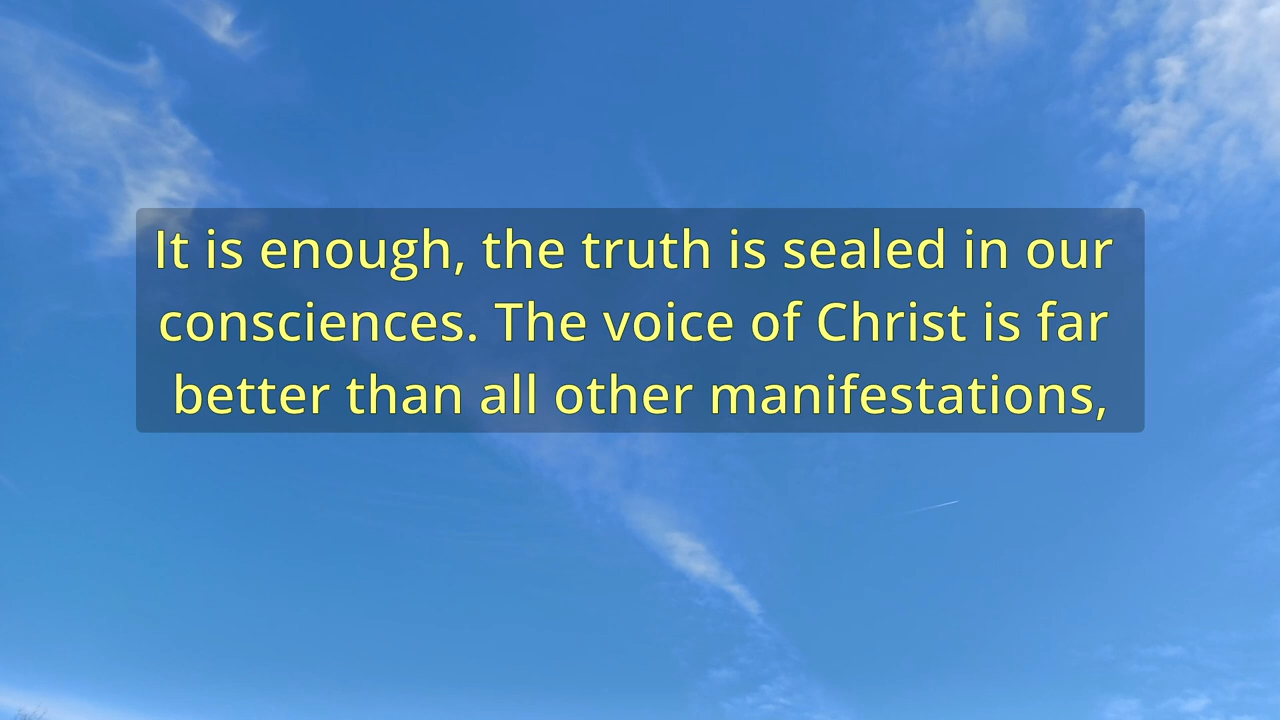 It is enough, the truth is sealed in our
consciences. The voice of Christ is far
better than all other manifestations,